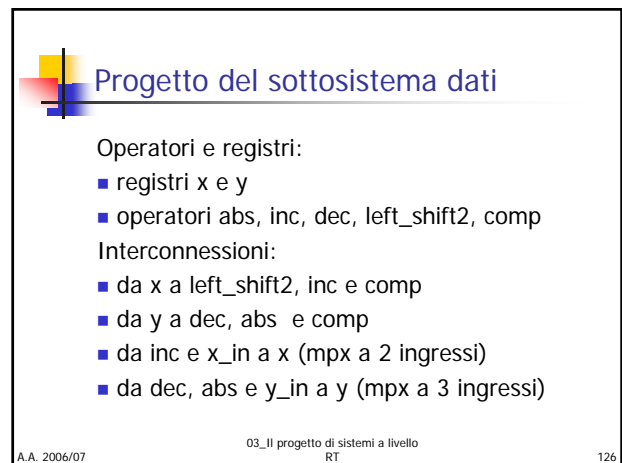 Progetto del sottosistema dati
Operatori e registri:
registri x e y
operatori abs, inc, dec, left_shift2, comp
Interconnessioni:
da x a left_shift2, inc e comp
da y a dec, abs e comp
da inc e x_in a x (mpx a 2 ingressi)
da dec, abs e y_in a y (mpx a 3 ingressi)
A.A. 2006/07
03_Il progetto di sistemi a livello
RT
126